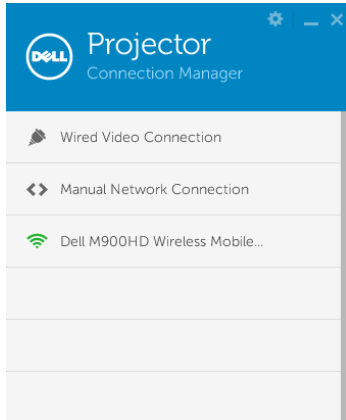 DELL
Projector
Connection Manager
Wired Video Connection
Manual Network Connection
Dell M900HD Wireless Mobile...